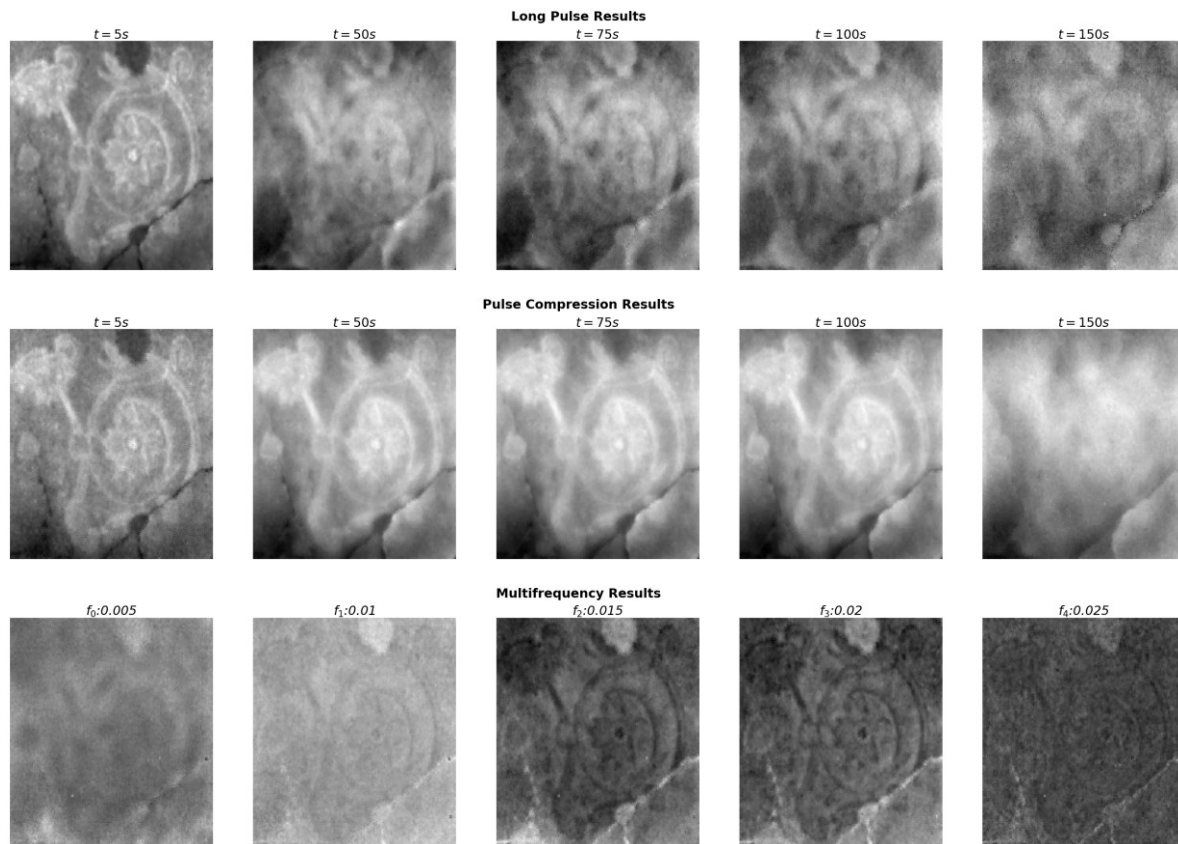 Long Pulse Results
t = 5s t = 50s t = 75s t = 100s t = 150s
Pulse Compression Results
t = 5s t = 50s t = 75s t = 100s t = 150s
Multifrequency Results
f₀:0.005 f₁:0.01 f₂:0.015 f₃:0.02 f₄:0.025